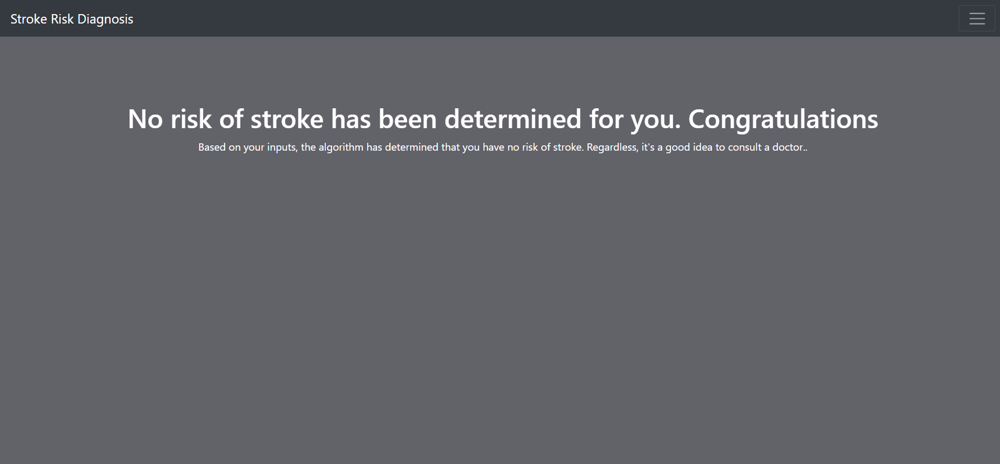 Stroke Risk Diagnosis
No risk of stroke has been determined for you. Congratulations
Based on your inputs, the algorithm has determined that you have no risk of stroke. Regardless, it's a good idea to consult a doctor..